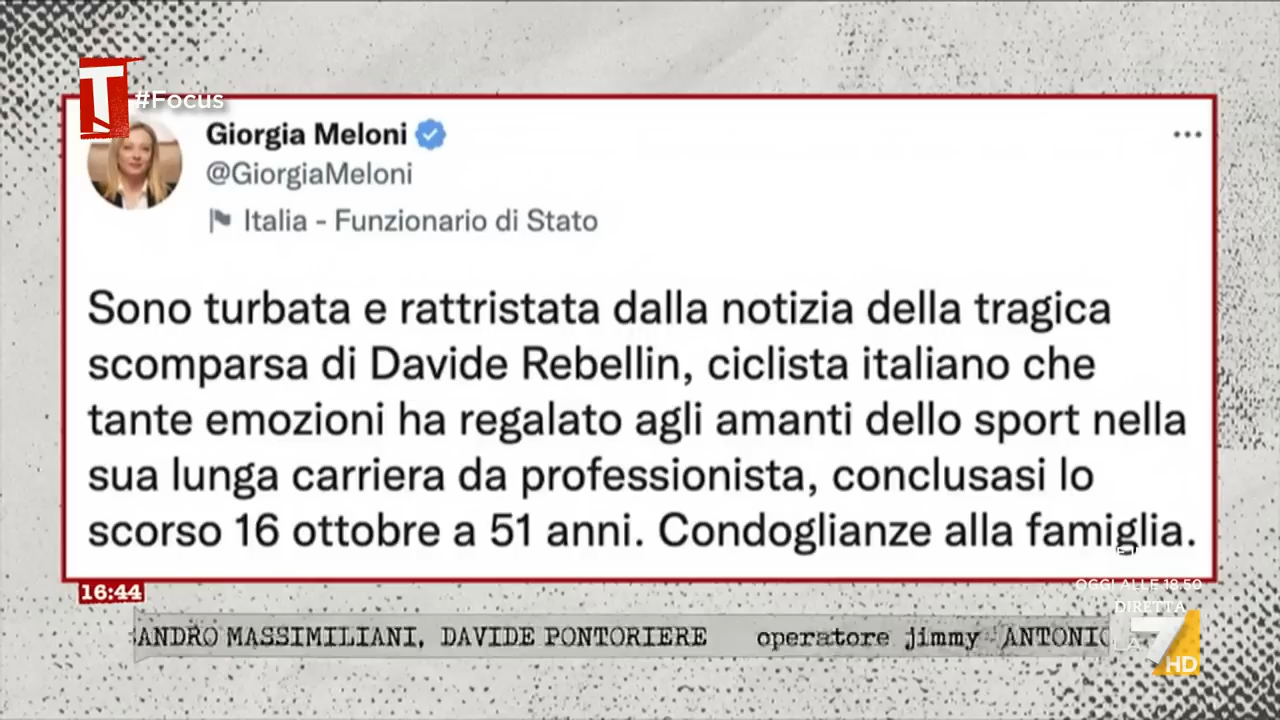 #Focus
Giorgia Meloni
@GiorgiaMeloni
Italia - Funzionario di Stato
Sono turbata e rattristata dalla notizia della tragica
scomparsa di Davide Rebellin, ciclista italiano che
tante emozioni ha regalato agli amanti dello sport nella
sua lunga carriera da professionista, conclusasi lo
scorso 16 ottobre a 51 anni. Condoglianze alla famiglia.
16:44
OGGI ALLE 18.50
DIRETTA
ANDRO MASSIMILIANI, DAVIDE PONTORIERE operatore jimmy ANTONIO
LA7
HD